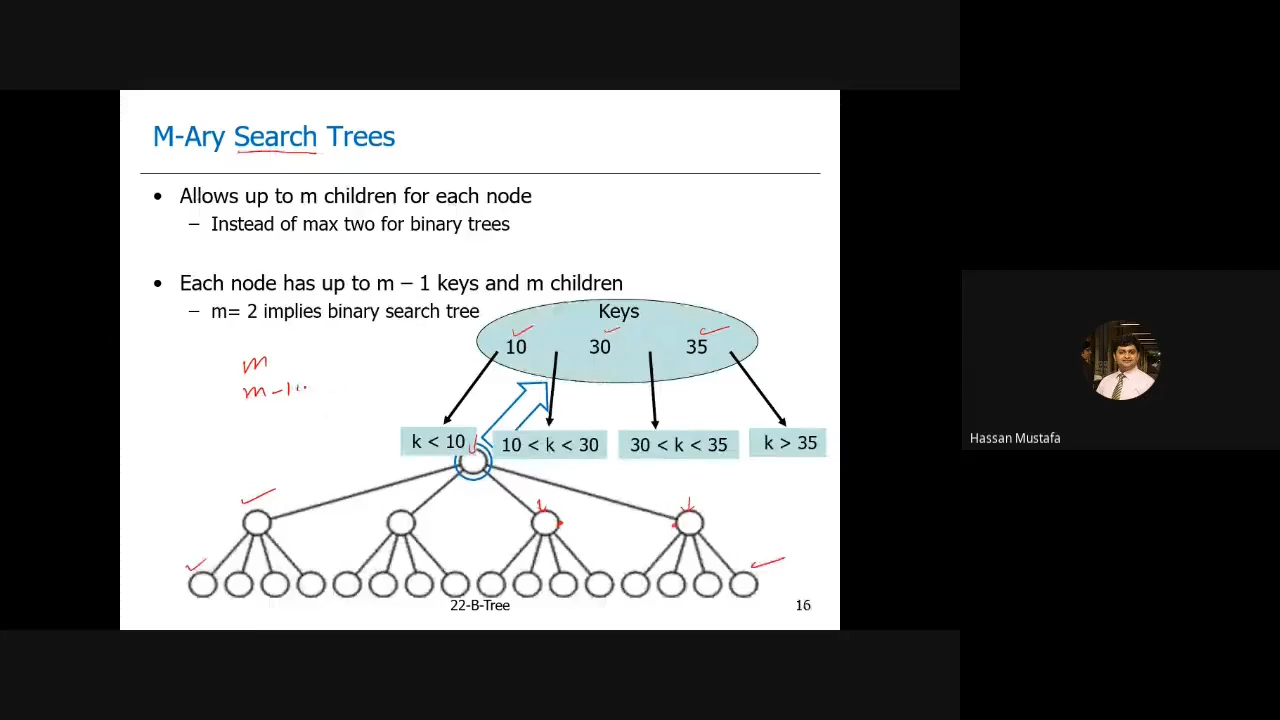 M-Ary Search Trees
• Allows up to m children for each node
– Instead of max two for binary trees
• Each node has up to m – 1 keys and m children
– m= 2 implies binary search tree
Keys
10 30 35
m
m-1
k < 10
10 < k < 30
30 < k < 35
k > 35
22-B-Tree
16
Hassan Mustafa